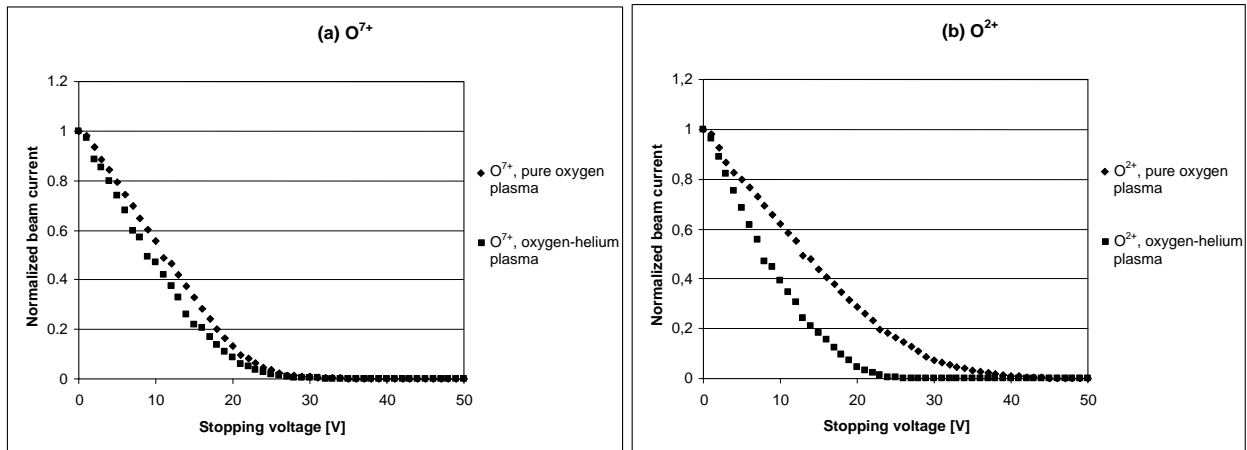 (a) O⁷⁺
1.2
1
0.8
0.6
0.4
0.2
0
0 10 20 30 40 50
Normalized beam current
Stopping voltage [V]
O⁷⁺, pure oxygen
plasma
O⁷⁺, oxygen-helium
plasma
(b) O²⁺
1,2
1
0,8
0,6
0,4
0,2
0
0 10 20 30 40 50
Normalized beam current
Stopping voltage [V]
O²⁺, pure oxygen
plasma
O²⁺, oxygen-helium
plasma